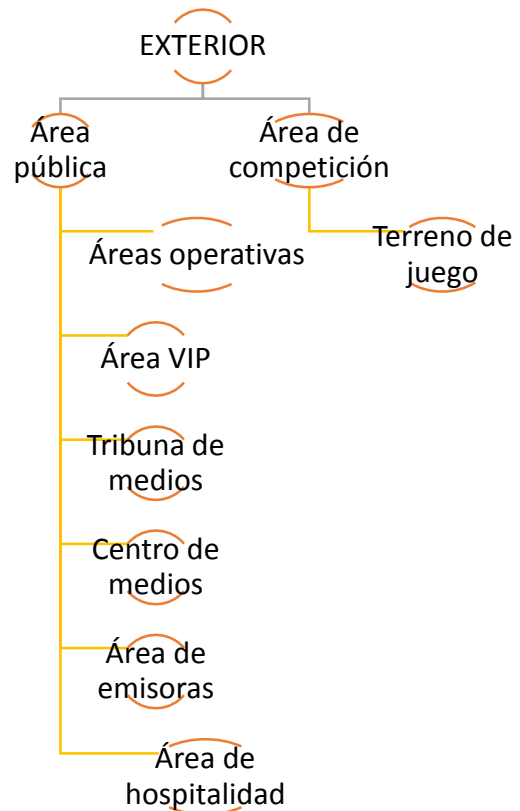 EXTERIOR
Área
pública
Área de
competición
Áreas operativas
Terreno de
juego
Área VIP
Tribuna de
medios
Centro de
medios
Área de
emisoras
Área de
hospitalidad